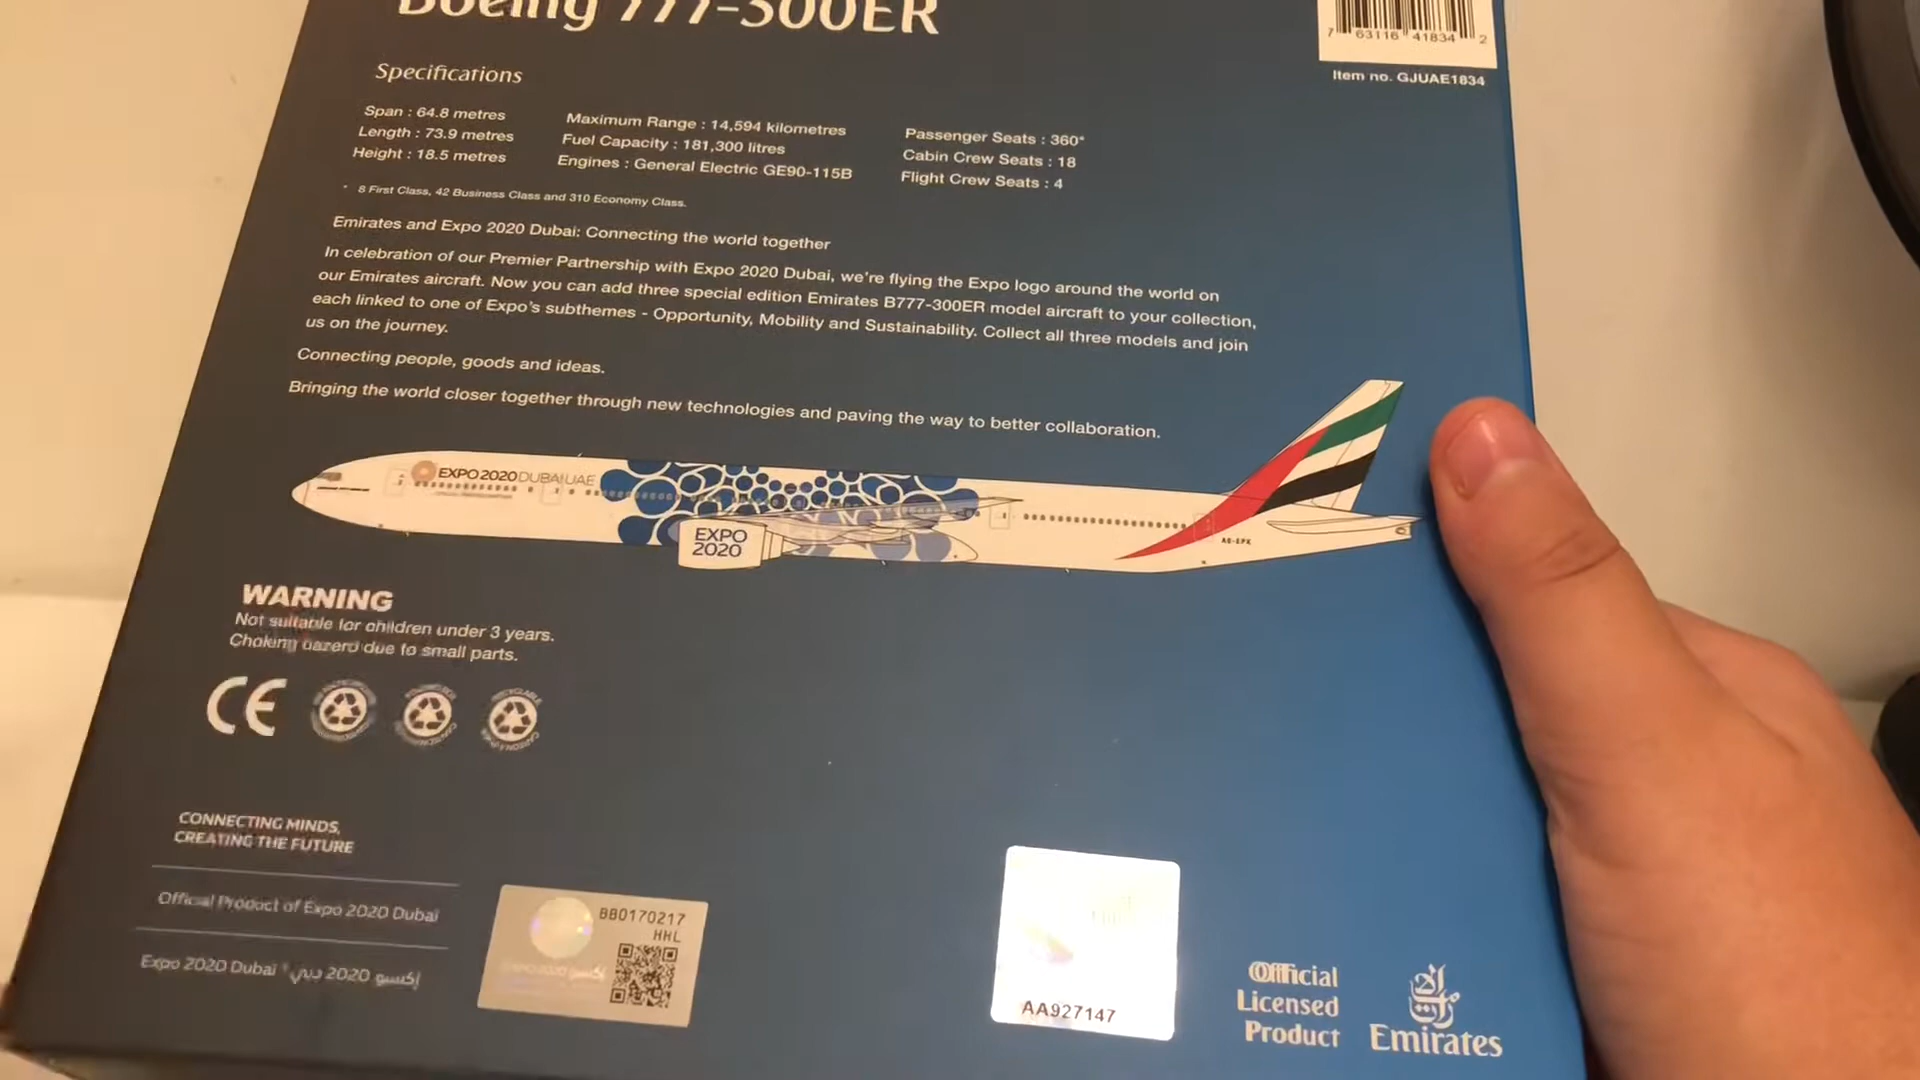 Boeing 777-300ER
7 63116 41834 2
Item no. GJUAE1834
Specifications
Span : 64.8 metres
Length : 73.9 metres
Height : 18.5 metres
Maximum Range : 14,594 kilometres
Fuel Capacity : 181,300 litres
Engines : General Electric GE90-115B
Passenger Seats : 360*
Cabin Crew Seats : 18
Flight Crew Seats : 4
* 8 First Class, 42 Business Class and 310 Economy Class.
Emirates and Expo 2020 Dubai: Connecting the world together
In celebration of our Premier Partnership with Expo 2020 Dubai, we're flying the Expo logo around the world on
our Emirates aircraft. Now you can add three special edition Emirates B777-300ER model aircraft to your collection,
each linked to one of Expo's subthemes - Opportunity, Mobility and Sustainability. Collect all three models and join
us on the journey.
Connecting people, goods and ideas.
Bringing the world closer together through new technologies and paving the way to better collaboration.
EXPO 2020 DUBAI UAE
EXPO
2020
A6-EPK
WARNING
Not suitable for children under 3 years.
Choking hazard due to small parts.
CE
CONNECTING MINDS,
CREATING THE FUTURE
Official Product of Expo 2020 Dubai
Expo 2020 Dubai إكسبو 2020 دبي
BB0170217
HHL
إكسبو
AA927147
Official
Licensed
Product
Emirates